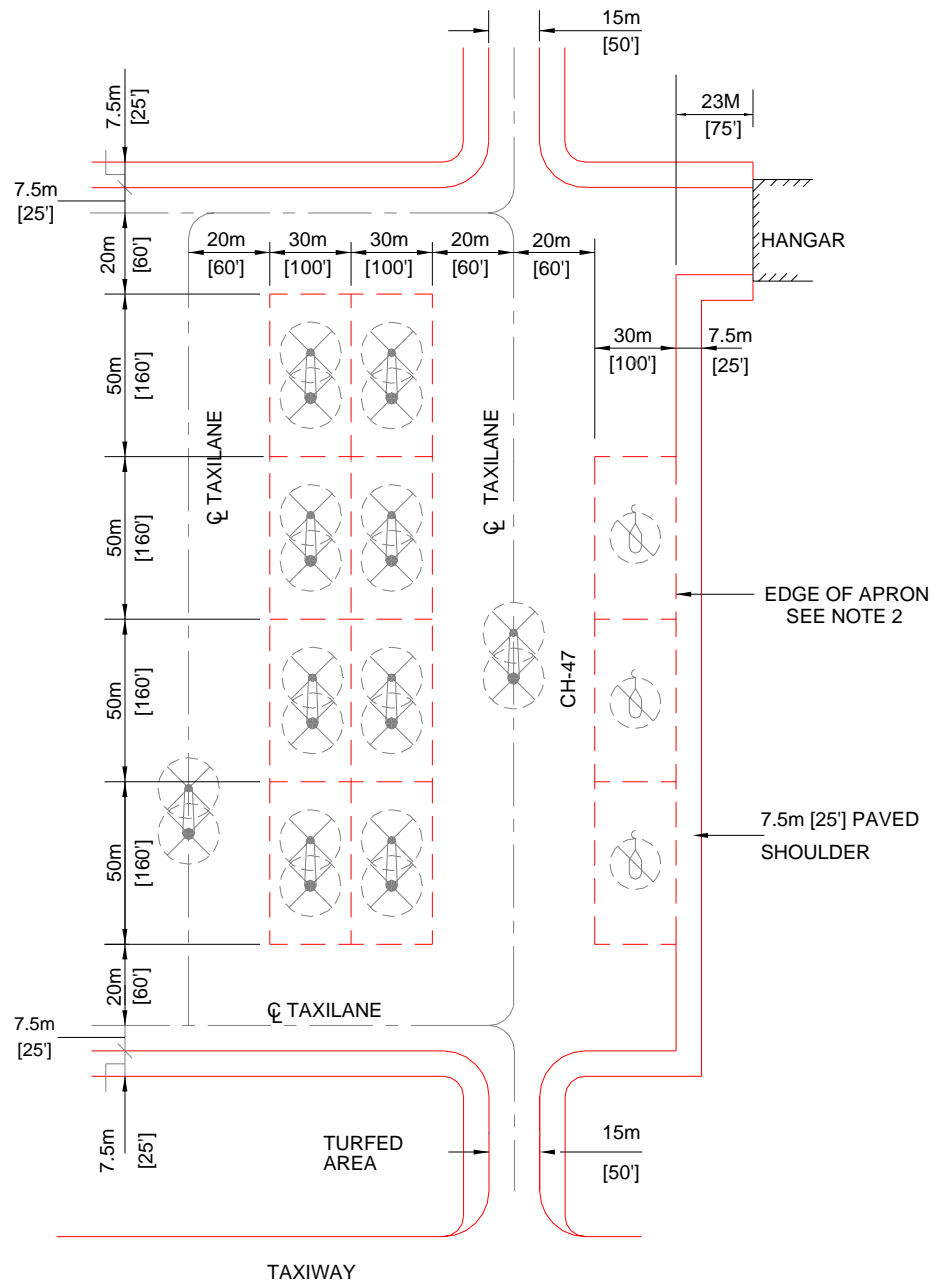 15m
[50']
7.5m
[25']
23M
[75']
7.5m
[25']
20m
[60']
HANGAR
20m
[60']
30m
[100']
30m
[100']
20m
[60']
20m
[60']
30m
[100']
7.5m
[25']
50m
[160']
℄ TAXILANE
℄ TAXILANE
50m
[160']
EDGE OF APRON
SEE NOTE 2
50m
[160']
CH-47
50m
[160']
7.5m [25'] PAVED
SHOULDER
20m
[60']
℄ TAXILANE
7.5m
[25']
7.5m
[25']
TURFED
AREA
15m
[50']
TAXIWAY